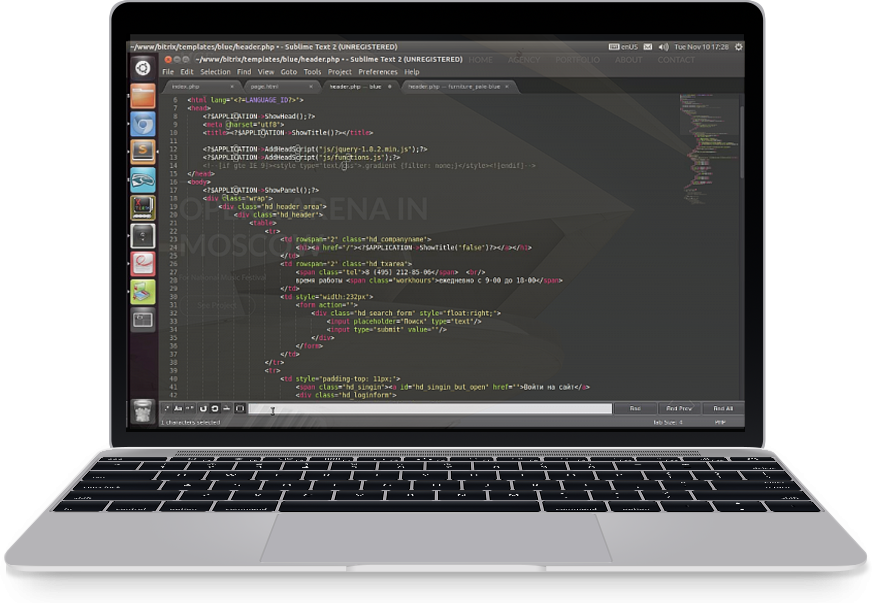 ~/www/bitrix/templates/blue/header.php • - Sublime Text 2 (UNREGISTERED)
enUS
Tue Nov 10 17:28
~/www/bitrix/templates/blue/header.php • - Sublime Text 2 (UNREGISTERED)
HOME AGENCY PORTFOLIO ABOUT CONTACT
File Edit Selection Find View Goto Tools Project Preferences Help
index.php
page.html
header.php — blue
header.php — furniture_pale-blue
6 <html lang="<?=LANGUAGE_ID?>">
7 <head>
8 <?$APPLICATION->ShowHead();?>
9 <meta charset="utf8">
10 <title><?$APPLICATION->ShowTitle()?></title>
11
12 <?$APPLICATION->AddHeadScript("js/jquery-1.8.2.min.js");?>
13 <?$APPLICATION->AddHeadScript("js/functions.js");?>
14 <!--[if gte IE 9]><style type="text/css">.gradient {filter: none;}</style><![endif]-->
15 </head>
16 <body>
17 <?$APPLICATION->ShowPanel();?>
18 <div class="wrap">
19 <div class="hd_header_area">
20 <div class="hd_header">
21 <table>
22 <tr>
23 <td rowspan="2" class="hd_companyname">
24 <h1><a href="/"><?$APPLICATION->ShowTitle("false")?></a></h1>
25 </td>
26 <td rowspan="2" class="hd_txarea">
27 <span class="tel">8 (495) 212-85-06</span> <br/>
28 время работы <span class="workhours">ежедневно с 9-00 до 18-00</span>
29 </td>
30 <td style="width:232px">
31 <form action="">
32 <div class="hd_search_form" style="float:right;">
33 <input placeholder="Поиск" type="text"/>
34 <input type="submit" value=""/>
35 </div>
36 </form>
37 </td>
38 </tr>
39 <tr>
40 <td style="padding-top: 11px;">
41 <span class="hd_singin"><a id="hd_singin_but_open" href="">Войти на сайт</a>
42 <div class="hd_loginform">
ARENA IN
MOSCOW
Aa
Find Prev
Find All
characters selected
Tab Size: 4
PHP